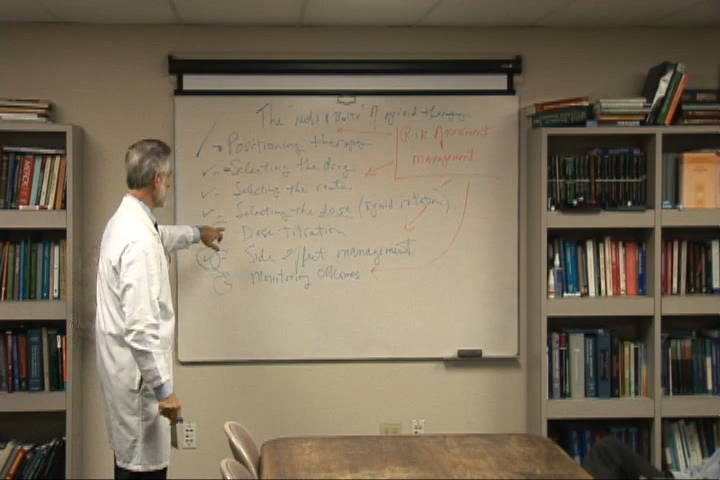 The "Nuts & Bolts" of opioid therapy
Positioning therapy
Selecting the drug
Selecting the route
Selecting the dose (opioid rotation)
Dose titration
Side effect management
Monitoring outcomes
Risk Assessment
management
MEDICINE